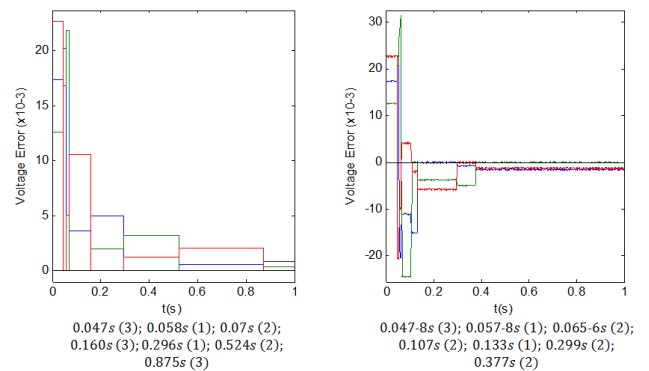 20
15
10
5
0
Voltage Error (x10-3)
0 0.2 0.4 0.6 0.8 1
t(s)
0.047s (3); 0.058s (1); 0.07s (2);
0.160s (3); 0.296s (1); 0.524s (2);
0.875s (3)
30
20
10
0
-10
-20
Voltage Error (x10-3)
0 0.2 0.4 0.6 0.8 1
t(s)
0.047-8s (3); 0.057-8s (1); 0.065-6s (2);
0.107s (2); 0.133s (1); 0.299s (2);
0.377s (2)